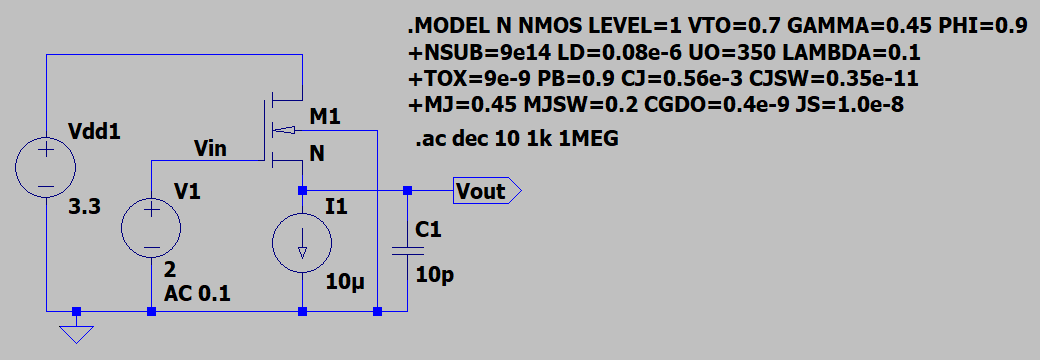 .MODEL N NMOS LEVEL=1 VTO=0.7 GAMMA=0.45 PHI=0.9
+NSUB=9e14 LD=0.08e-6 UO=350 LAMBDA=0.1
+TOX=9e-9 PB=0.9 CJ=0.56e-3 CJSW=0.35e-11
+MJ=0.45 MJSW=0.2 CGDO=0.4e-9 JS=1.0e-8
.ac dec 10 1k 1MEG
M1
N
Vdd1
3.3
Vin
V1
2
AC 0.1
I1
10µ
Vout
C1
10p